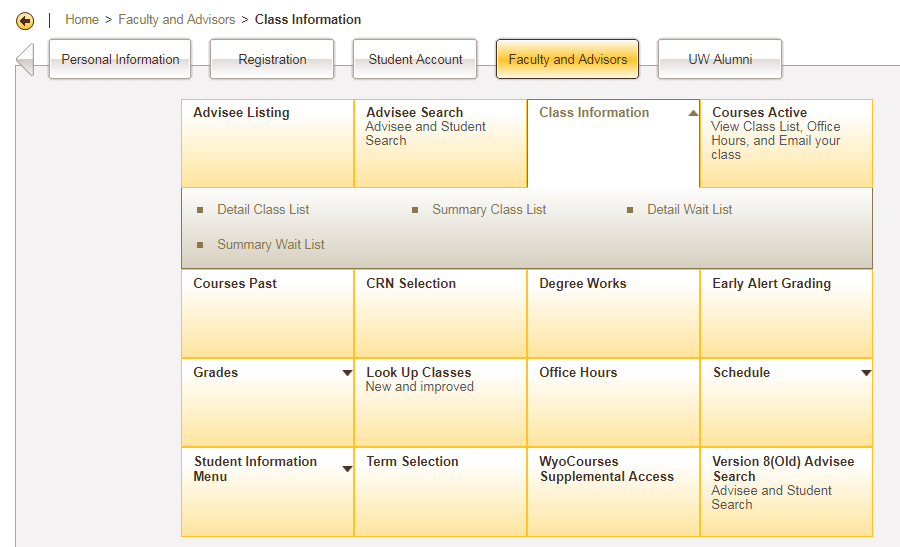 Home > Faculty and Advisors > Class Information
Personal Information
Registration
Student Account
Faculty and Advisors
UW Alumni
Advisee Listing
Advisee Search
Advisee and Student
Search
Class Information
Courses Active
View Class List, Office
Hours, and Email your
class
Detail Class List
Summary Class List
Detail Wait List
Summary Wait List
Courses Past
CRN Selection
Degree Works
Early Alert Grading
Grades
Look Up Classes
New and improved
Office Hours
Schedule
Student Information
Menu
Term Selection
WyoCourses
Supplemental Access
Version 8(Old) Advisee
Search
Advisee and Student
Search